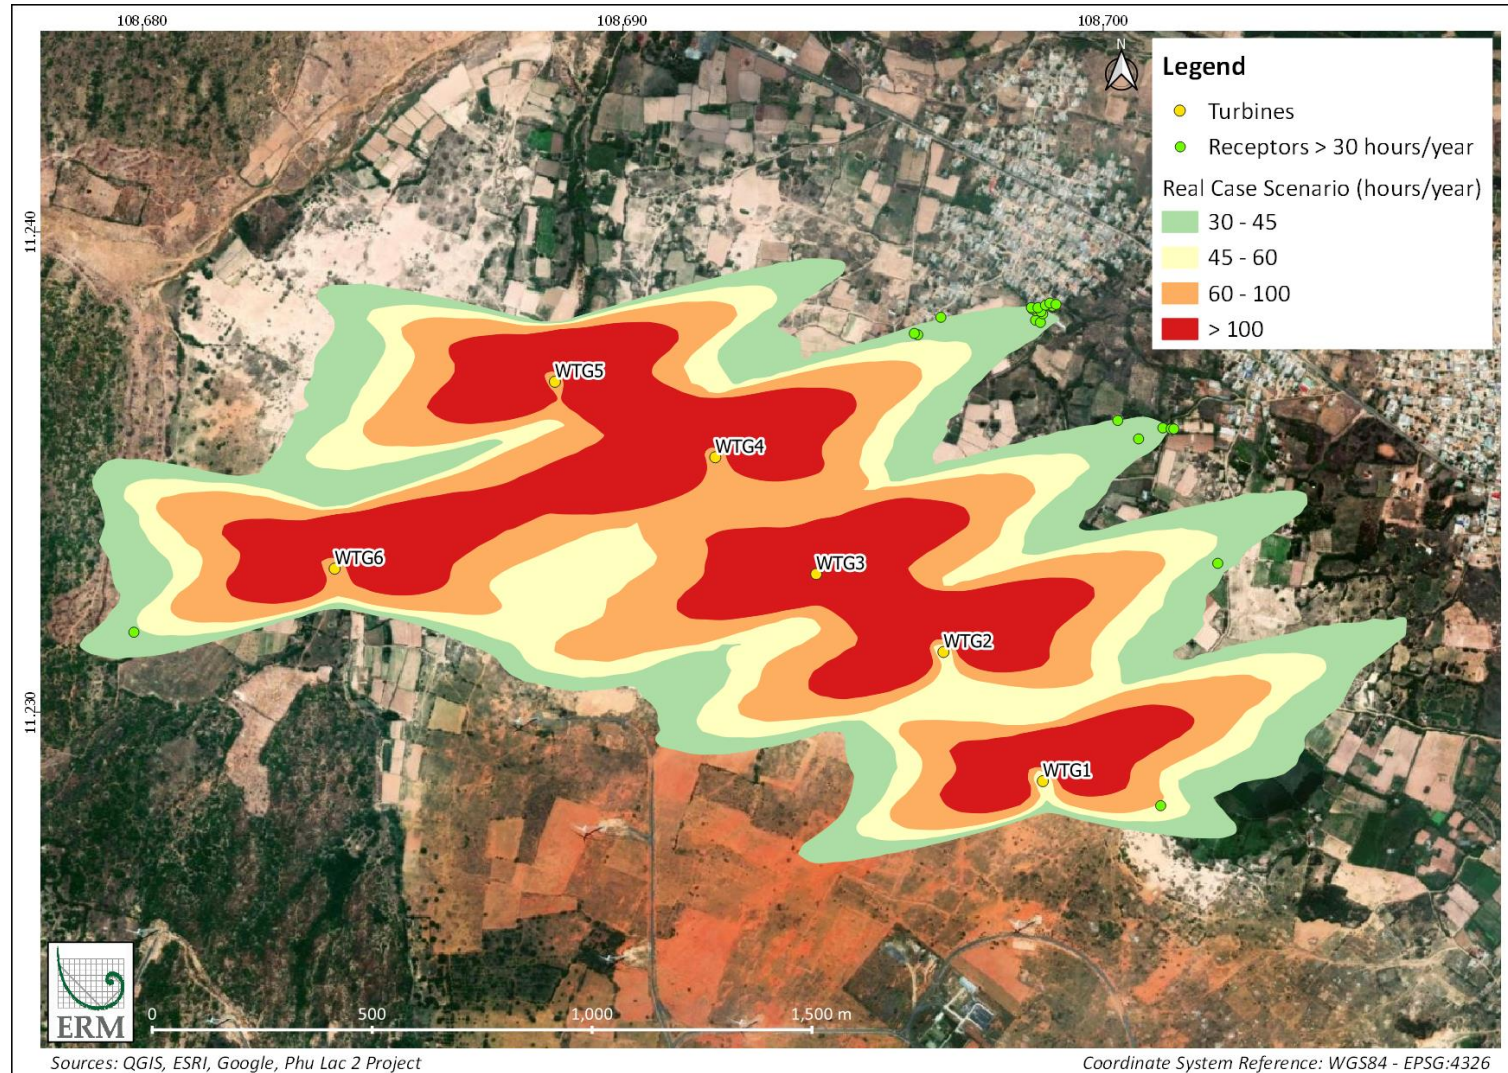 108,680 108,690 108,700
11,240
11,230
N
Legend
Turbines
Receptors > 30 hours/year
Real Case Scenario (hours/year)
30 - 45
45 - 60
60 - 100
> 100
WTG5
WTG4
WTG6
WTG3
WTG2
WTG1
ERM
0 500 1,000 1,500 m
Sources: QGIS, ESRI, Google, Phu Lac 2 Project
Coordinate System Reference: WGS84 - EPSG:4326